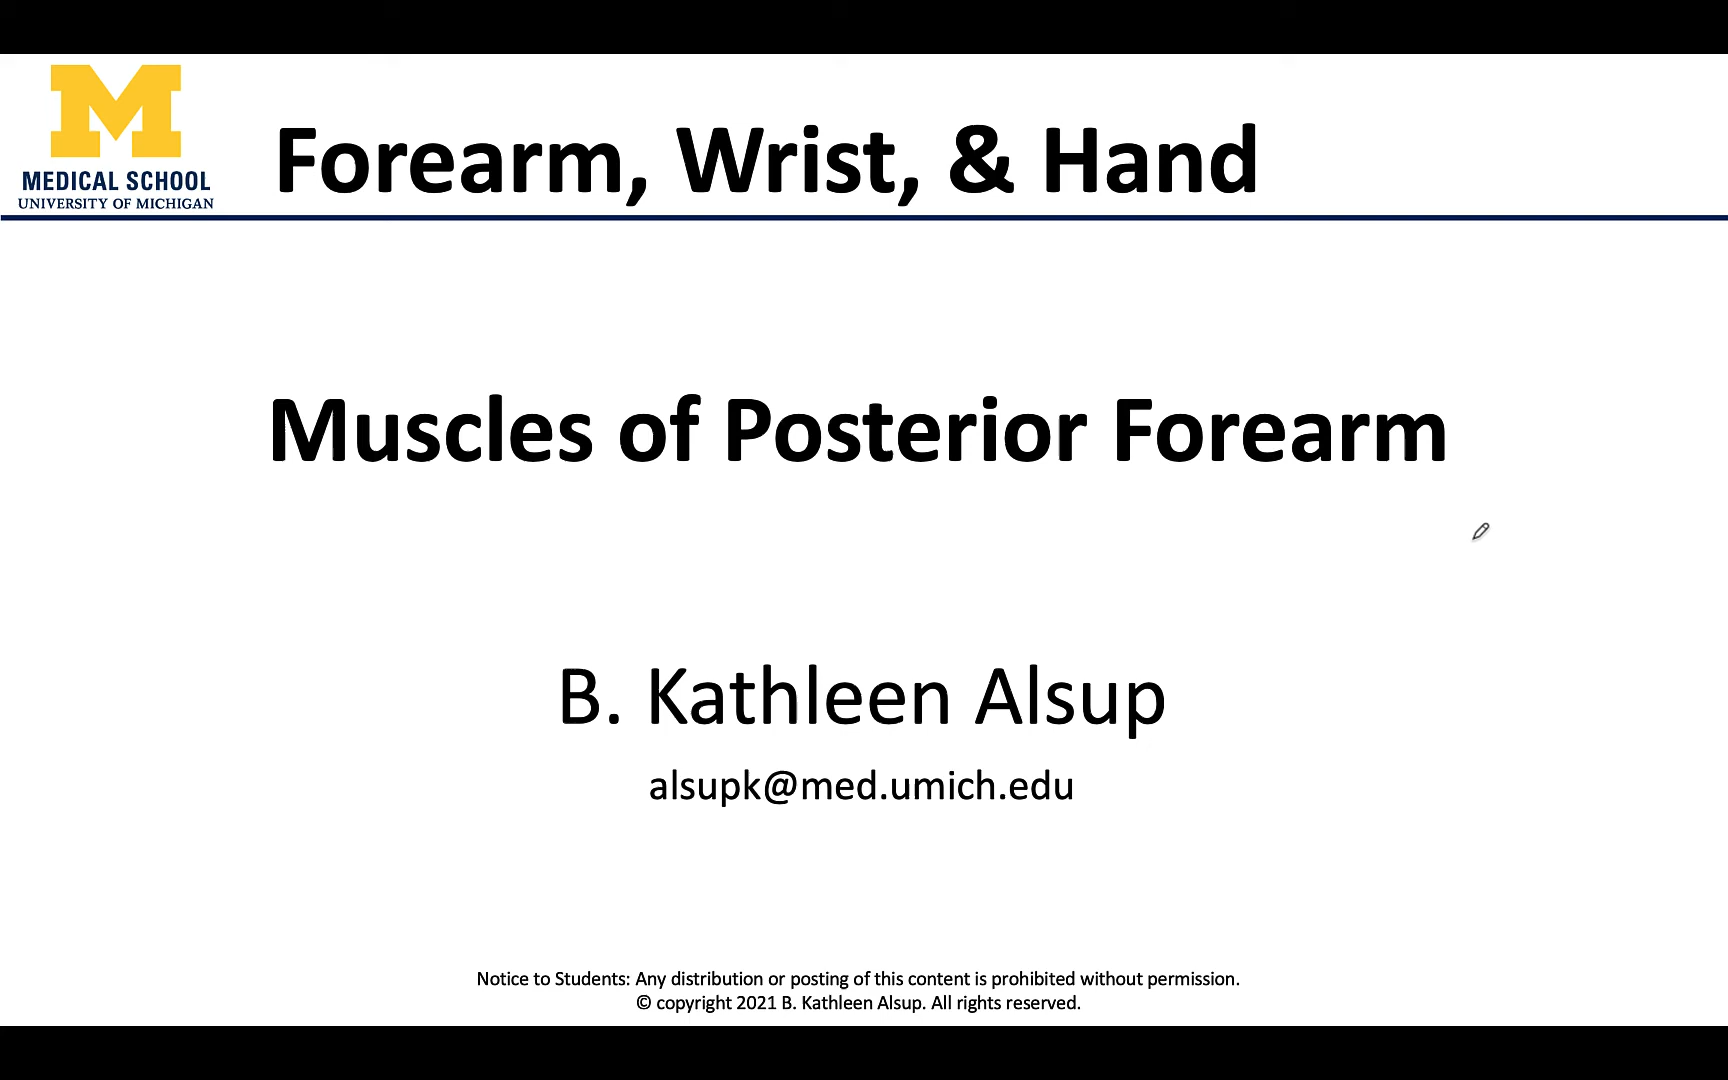 M
MEDICAL SCHOOL
UNIVERSITY OF MICHIGAN
Forearm, Wrist, & Hand
Muscles of Posterior Forearm
B. Kathleen Alsup
alsupk@med.umich.edu
Notice to Students: Any distribution or posting of this content is prohibited without permission.
© copyright 2021 B. Kathleen Alsup. All rights reserved.